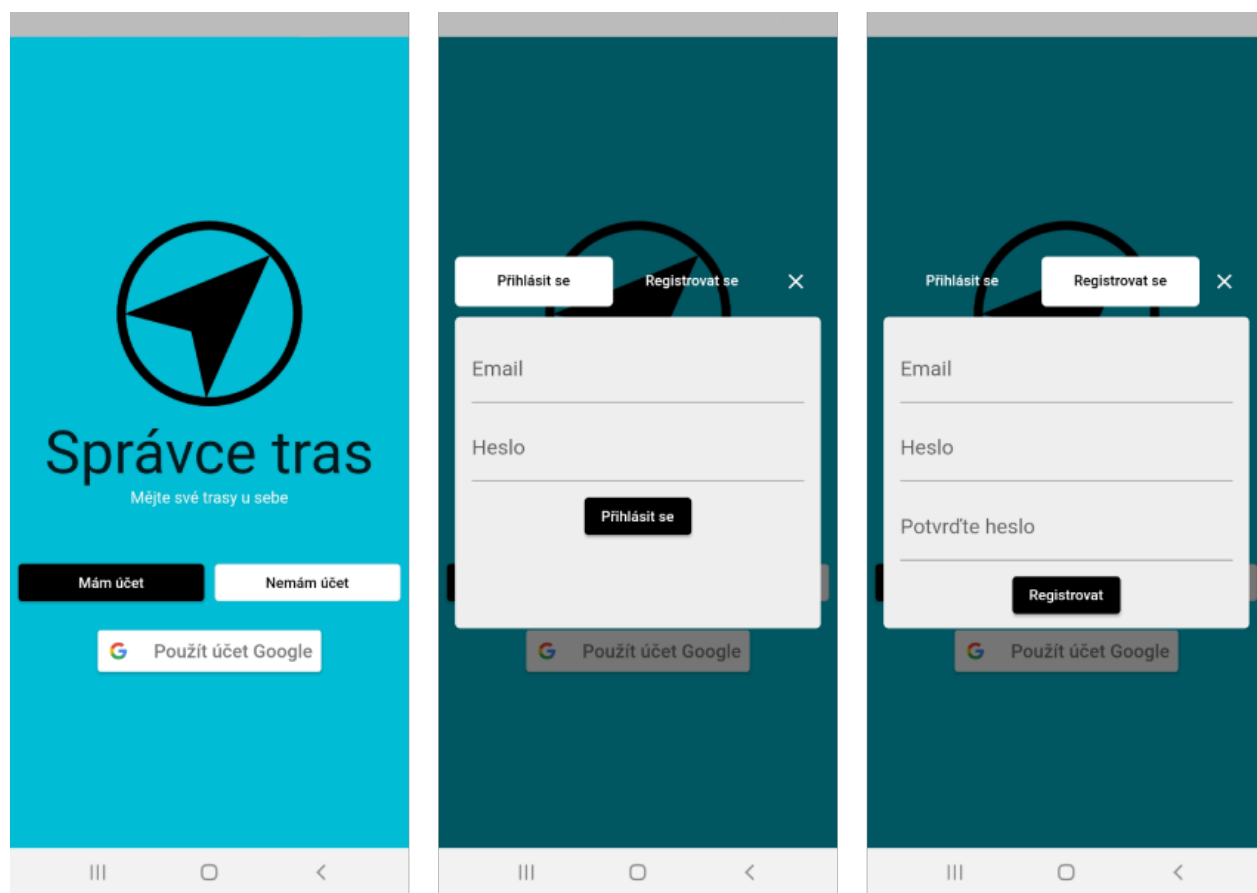 Správce tras
Mějte své trasy u sebe
Mám účet
Nemám účet
Použít účet Google
Přihlásit se
Registrovat se
Email
Heslo
Přihlásit se
Použít účet Google
Přihlásit se
Registrovat se
Email
Heslo
Potvrďte heslo
Registrovat
Použít účet Google